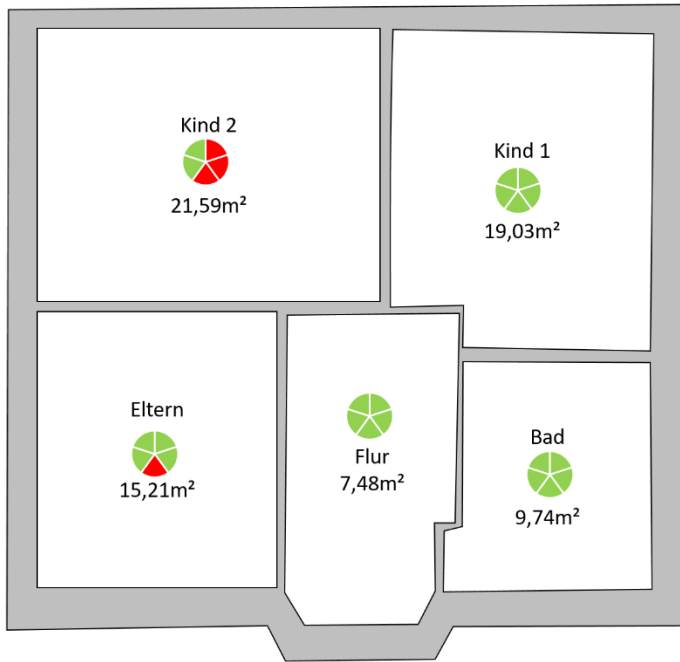 Kind 2
21,59m²
Kind 1
19,03m²
Eltern
15,21m²
Flur
7,48m²
Bad
9,74m²